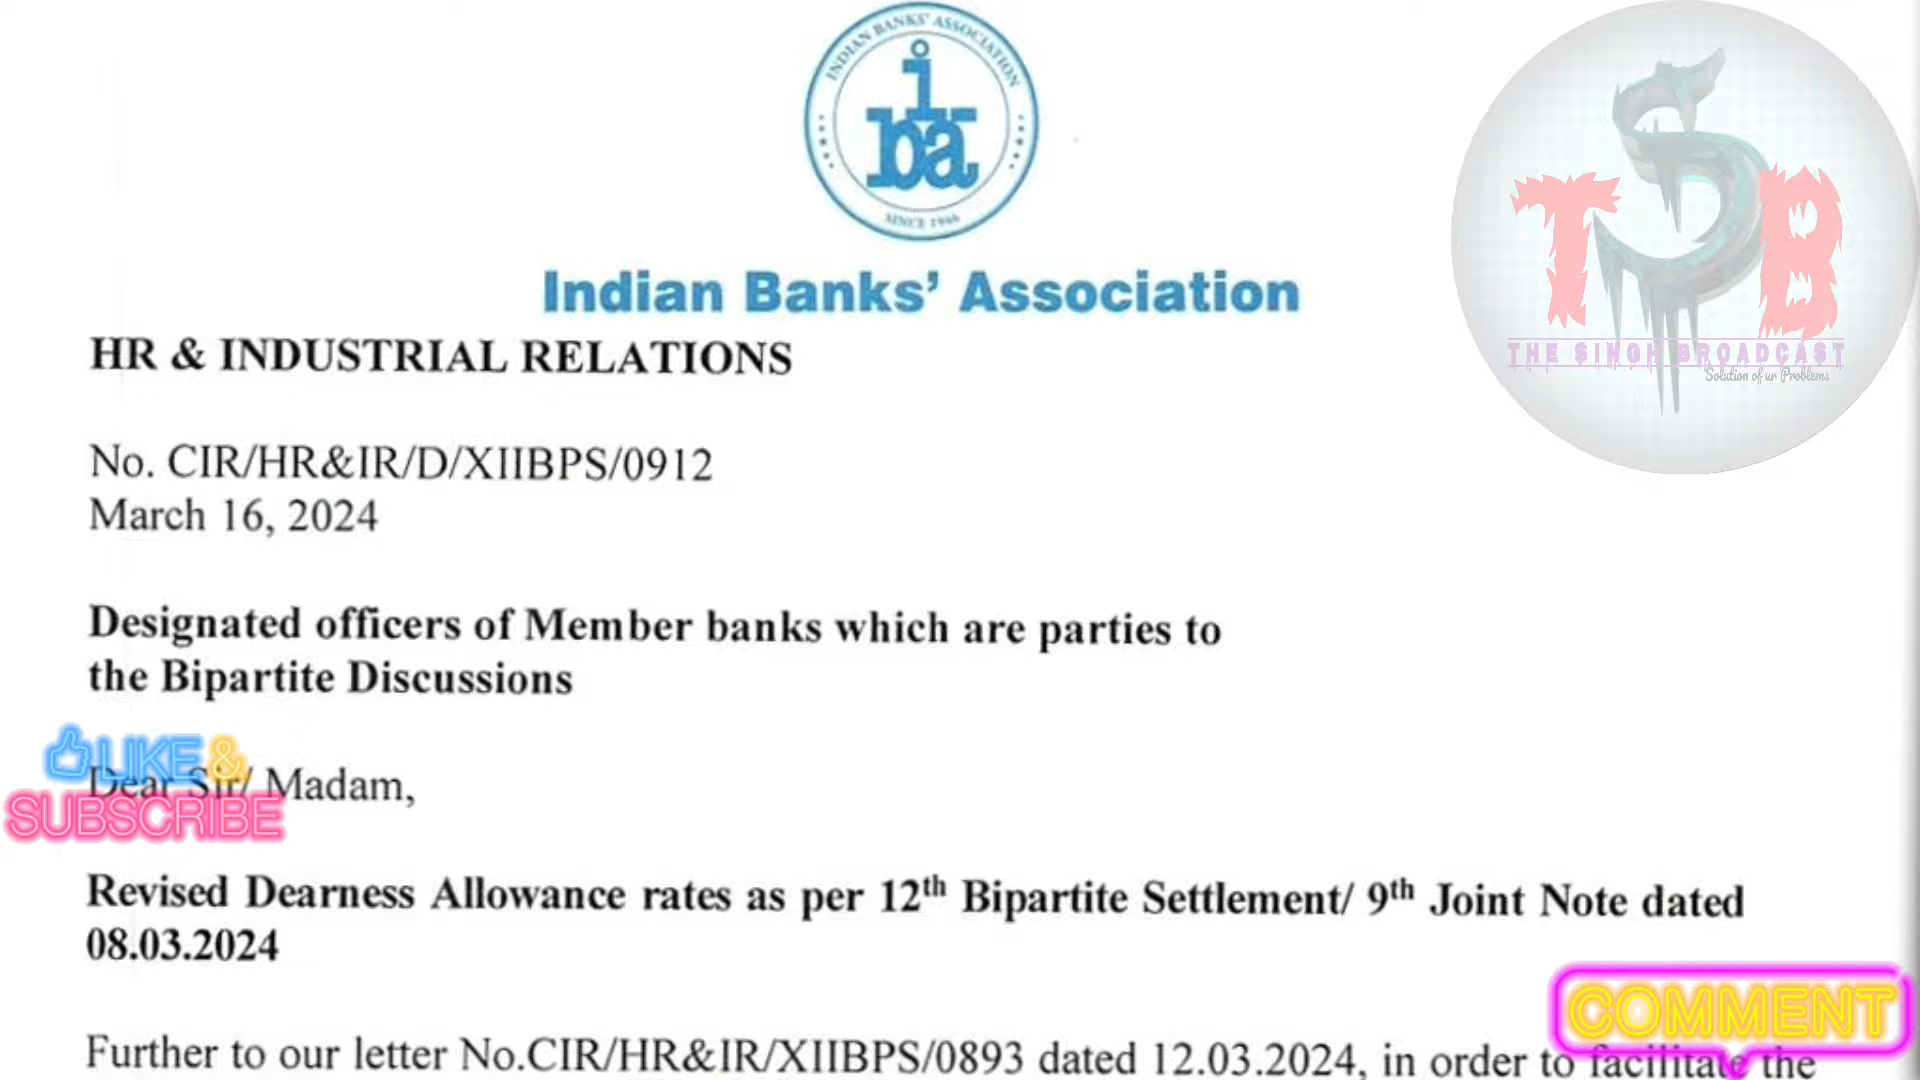 INDIAN BANKS' ASSOCIATION
iba
SINCE 1946
Indian Banks' Association
HR & INDUSTRIAL RELATIONS
No. CIR/HR&IR/D/XIIBPS/0912
March 16, 2024
Designated officers of Member banks which are parties to
the Bipartite Discussions
Dear Sir/ Madam,
Revised Dearness Allowance rates as per 12th Bipartite Settlement/ 9th Joint Note dated
08.03.2024
Further to our letter No.CIR/HR&IR/XIIBPS/0893 dated 12.03.2024, in order to facilitate the
TSB
THE SINGH BROADCAST
Solution of ur Problems
LIKE &
SUBSCRIBE
COMMENT